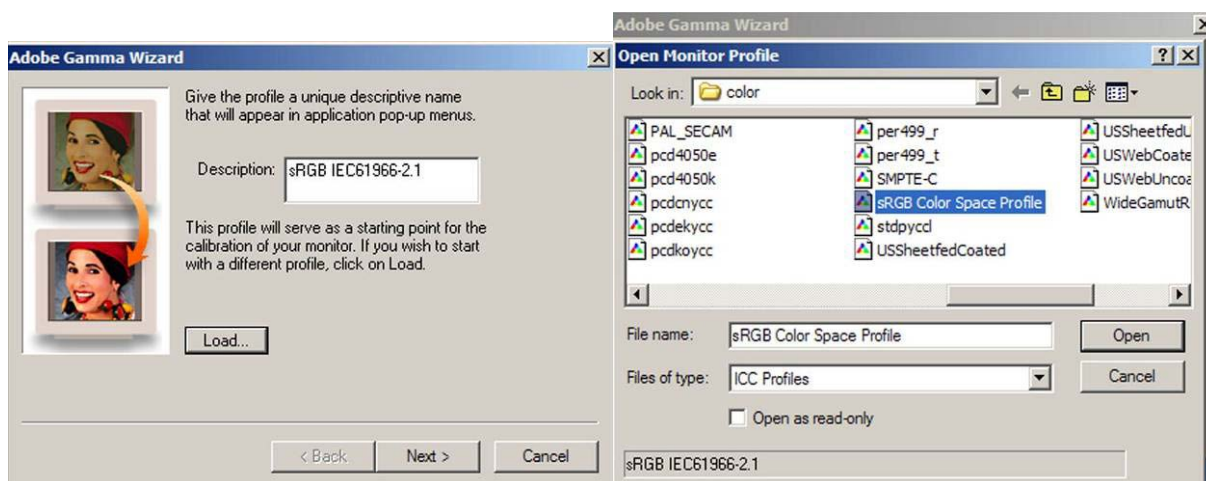 Adobe Gamma Wizard
Give the profile a unique descriptive name
that will appear in application pop-up menus.
Description:
sRGB IEC61966-2.1
This profile will serve as a starting point for the
calibration of your monitor. If you wish to start
with a different profile, click on Load.
Load...
< Back
Next >
Cancel
Adobe Gamma Wizard
Open Monitor Profile
Look in:
color
PAL_SECAM
pcd4050e
pcd4050k
pcdcnycc
pcdekycc
pcdkoycc
per499_r
per499_t
SMPTE-C
sRGB Color Space Profile
stdpyccl
USSheetfedCoated
USSheetfedU
USWebCoate
USWebUncoa
WideGamutR
File name:
sRGB Color Space Profile
Open
Files of type:
ICC Profiles
Cancel
Open as read-only
sRGB IEC61966-2.1